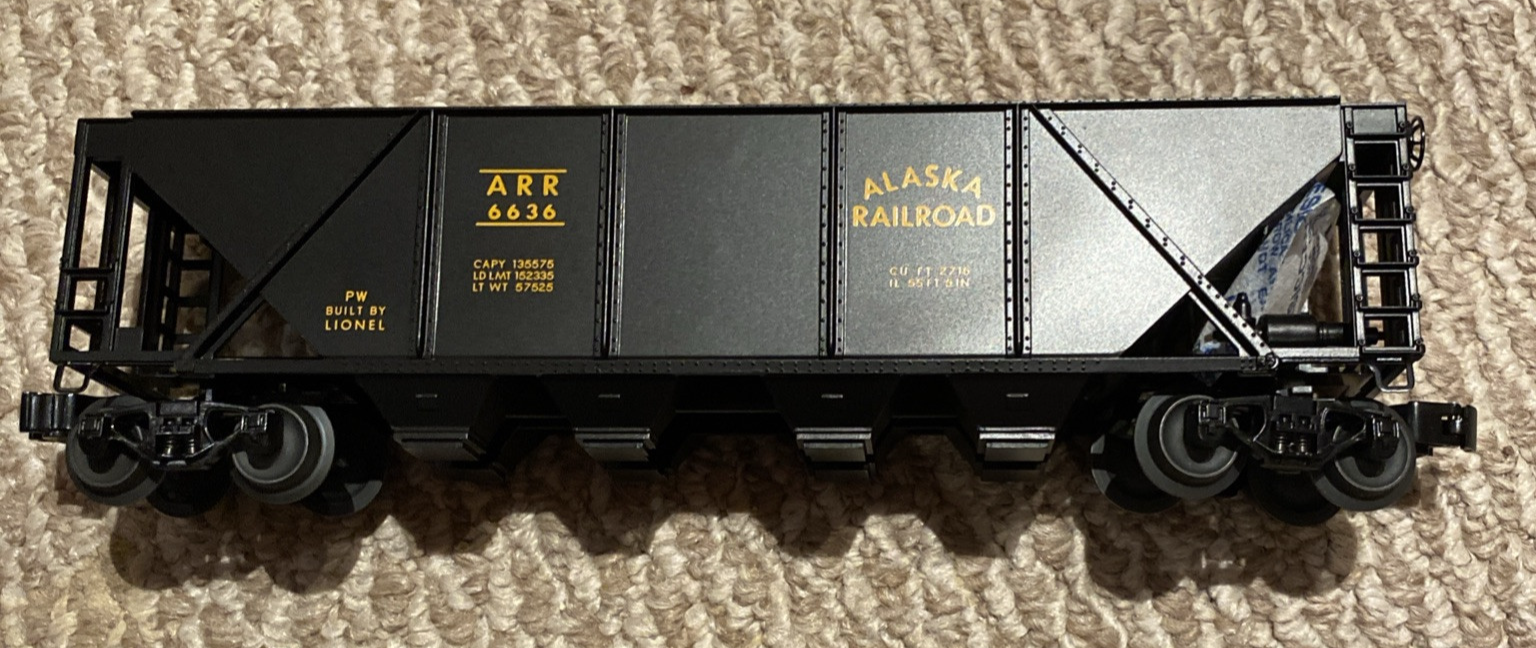 ARR
6636
CAPY 135575
LD LMT 152335
LT WT 57525
PW
BUILT BY
LIONEL
ALASKA
RAILROAD
CU FT 2716
IL 55 FT 5 IN